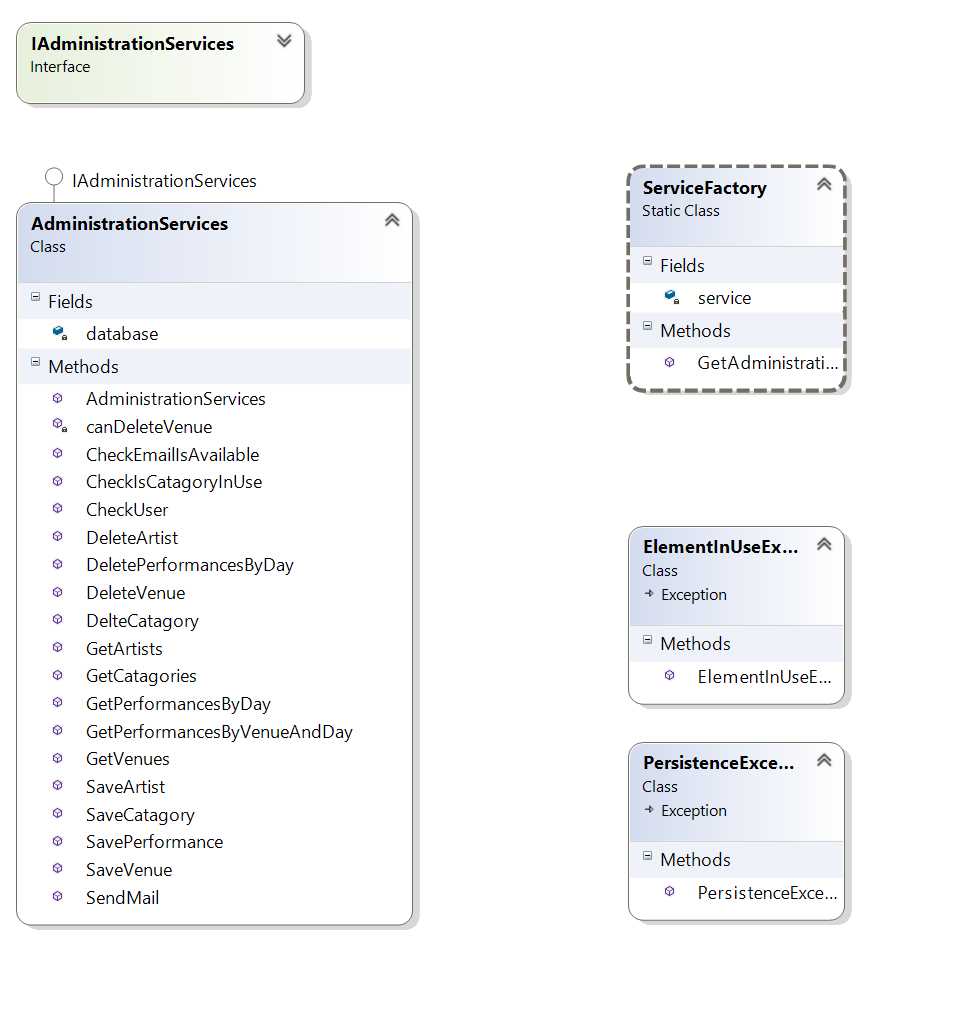 IAdministrationServices
Interface
IAdministrationServices
AdministrationServices
Class
Fields
database
Methods
AdministrationServices
canDeleteVenue
CheckEmailIsAvailable
CheckIsCatagoryInUse
CheckUser
DeleteArtist
DeletePerformancesByDay
DeleteVenue
DelteCatagory
GetArtists
GetCatagories
GetPerformancesByDay
GetPerformancesByVenueAndDay
GetVenues
SaveArtist
SaveCatagory
SavePerformance
SaveVenue
SendMail
ServiceFactory
Static Class
Fields
service
Methods
GetAdministrati...
ElementInUseEx...
Class
Exception
Methods
ElementInUseE...
PersistenceExce...
Class
Exception
Methods
PersistenceExce...